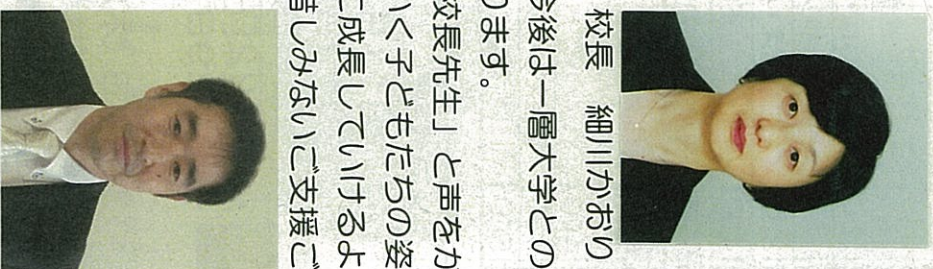 校長　細川かおり
今後は一層大学との
ります。
校長先生」と声をか
いく子どもたちの姿
に成長していけるよ
惜しみないご支援ご